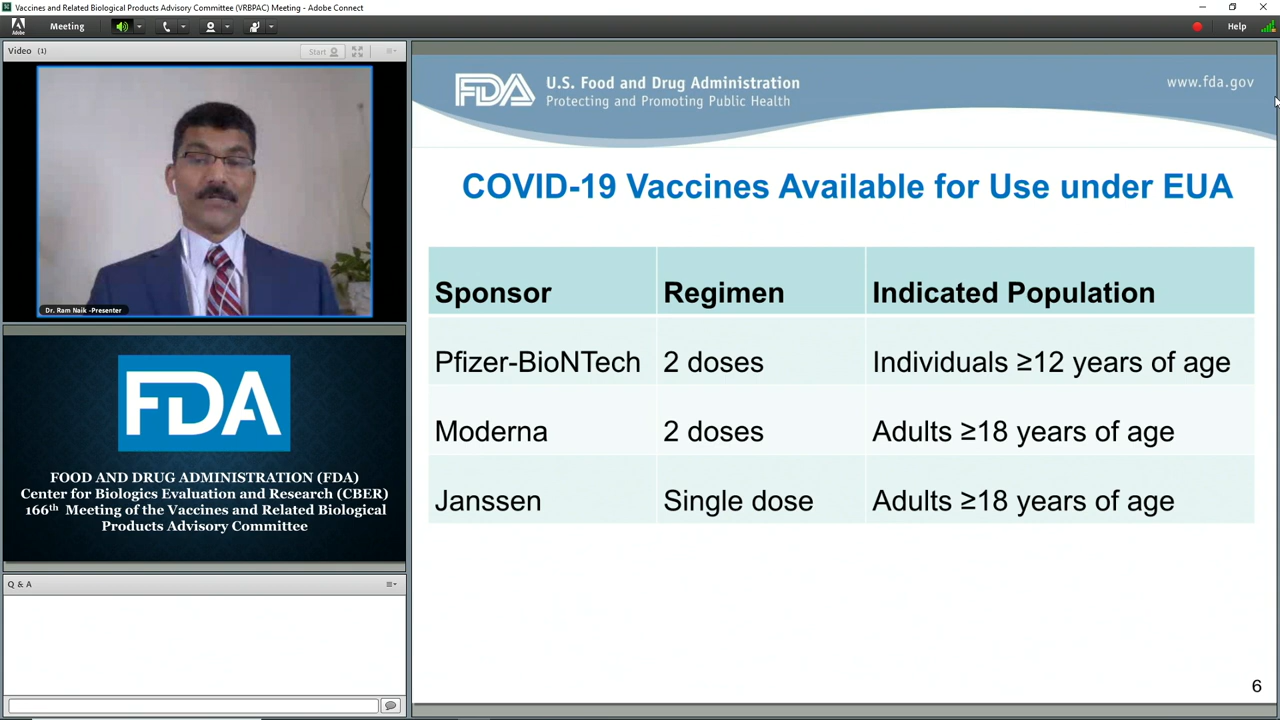 Vaccines and Related Biological Products Advisory Committee (VRBPAC) Meeting - Adobe Connect
Adobe
Meeting
Help
Video (1)
Start
Dr. Ram Naik -Presenter
FDA
FOOD AND DRUG ADMINISTRATION (FDA)
Center for Biologics Evaluation and Research (CBER)
166th Meeting of the Vaccines and Related Biological
Products Advisory Committee
Q & A
FDA U.S. Food and Drug Administration
Protecting and Promoting Public Health
www.fda.gov
COVID-19 Vaccines Available for Use under EUA
Sponsor Regimen Indicated Population
Pfizer-BioNTech 2 doses Individuals ≥12 years of age
Moderna 2 doses Adults ≥18 years of age
Janssen Single dose Adults ≥18 years of age
6